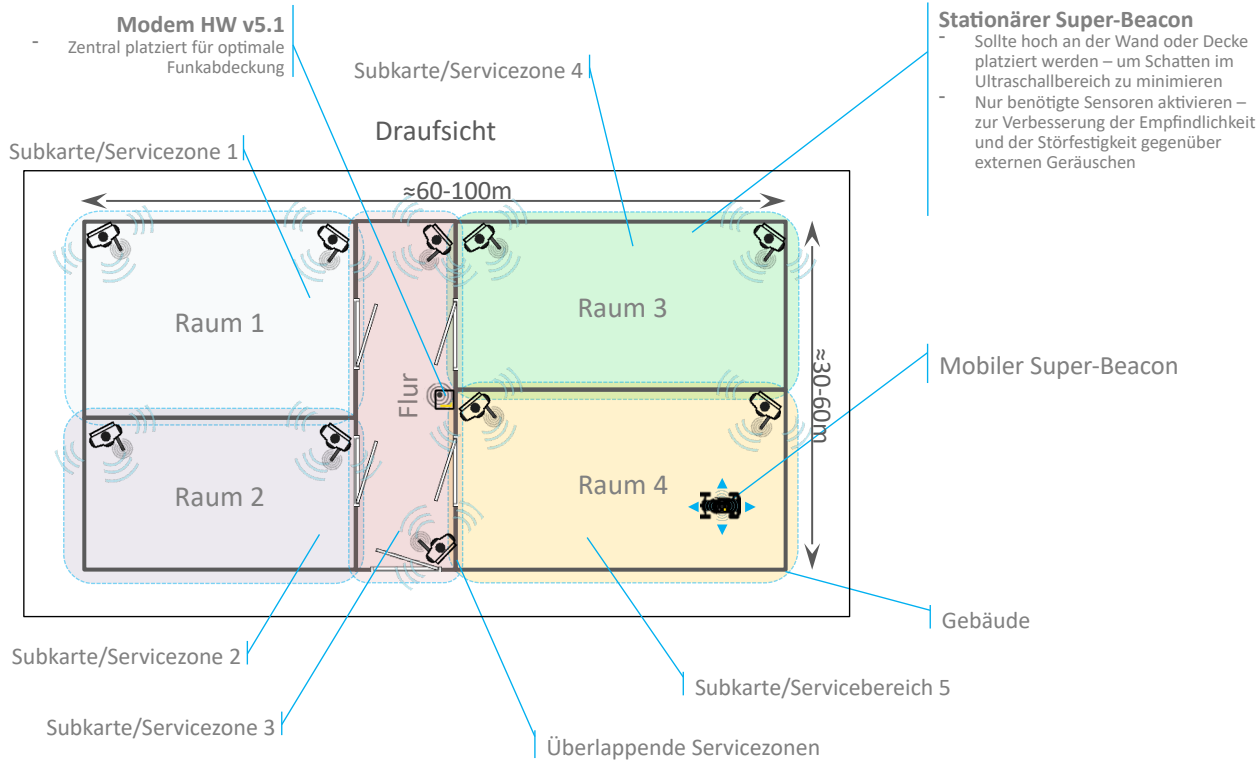 Modem HW v5.1
- Zentral platziert für optimale
Funkabdeckung
Stationärer Super-Beacon
- Sollte hoch an der Wand oder Decke
platziert werden – um Schatten im
Ultraschallbereich zu minimieren
- Nur benötigte Sensoren aktivieren –
zur Verbesserung der Empfindlichkeit
und der Störfestigkeit gegenüber
externen Geräuschen
Subkarte/Servicezone 4
Draufsicht
Subkarte/Servicezone 1
≈60-100m
Raum 1
Raum 3
≈30-60m
Mobiler Super-Beacon
Flur
Raum 2
Raum 4
Gebäude
Subkarte/Servicezone 2
Subkarte/Servicebereich 5
Subkarte/Servicezone 3
Überlappende Servicezonen